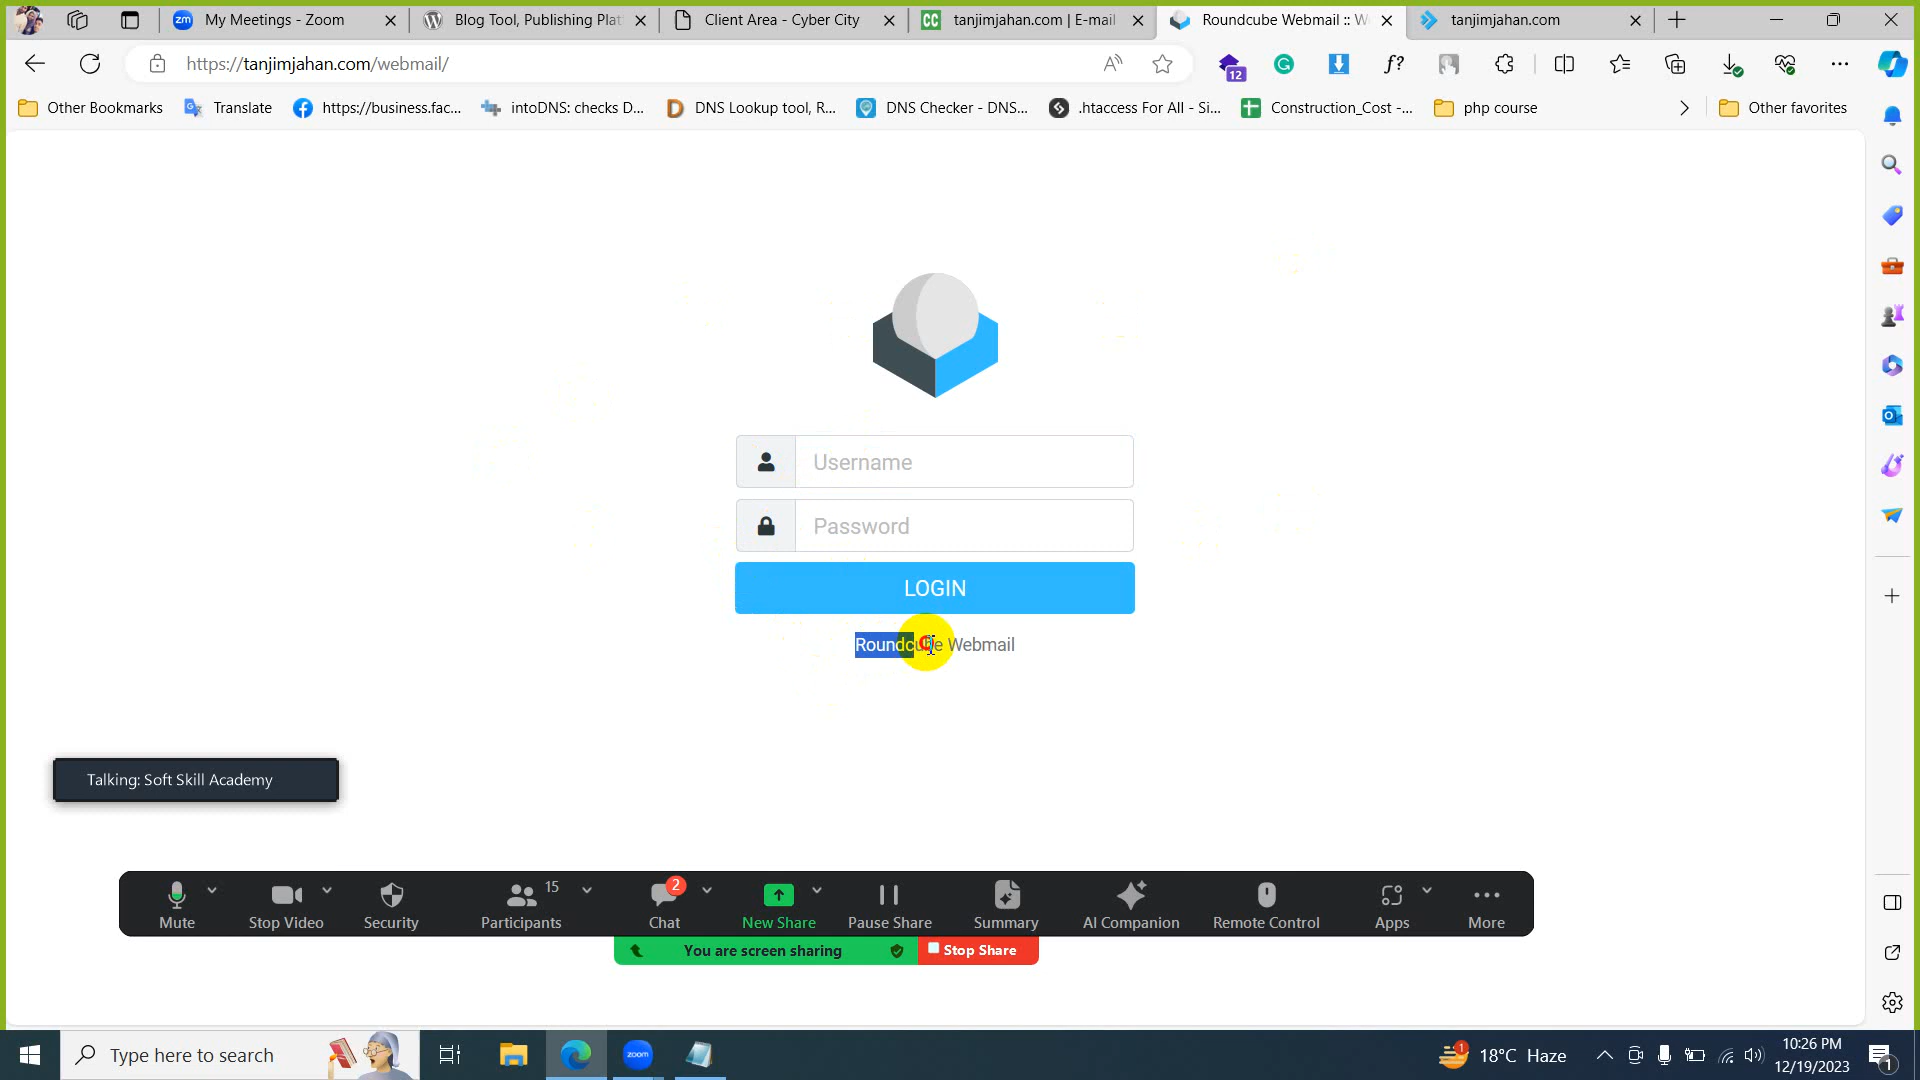 My Meetings - Zoom
Blog Tool, Publishing Plat
Client Area - Cyber City
tanjimjahan.com | E-mail
Roundcube Webmail :: W
tanjimjahan.com
https://tanjimjahan.com/webmail/
12
Other Bookmarks
Translate
https://business.fac...
intoDNS: checks D...
DNS Lookup tool, R...
DNS Checker - DNS...
.htaccess For All - Si...
Construction_Cost -...
php course
Other favorites
Username
Password
LOGIN
Roundcube Webmail
Talking: Soft Skill Academy
15
2
Mute
Stop Video
Security
Participants
Chat
New Share
Pause Share
Summary
AI Companion
Remote Control
Apps
More
You are screen sharing
Stop Share
Type here to search
zoom
1
18°C Haze
10:26 PM
12/19/2023
1